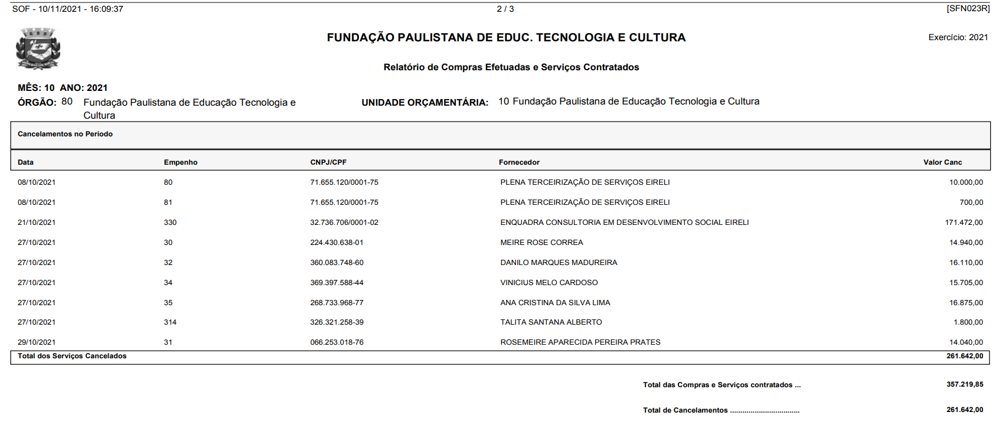 SOF - 10/11/2021 - 16:09:37 2 / 3 [SFN023R]
FUNDAÇÃO PAULISTANA DE EDUC. TECNOLOGIA E CULTURA Exercício: 2021
Relatório de Compras Efetuadas e Serviços Contratados
MÊS: 10 ANO: 2021
ÓRGÃO: 80 Fundação Paulistana de Educação Tecnologia e UNIDADE ORÇAMENTÁRIA: 10 Fundação Paulistana de Educação Tecnologia e Cultura
Cultura
Cancelamentos no Período
Data Empenho CNPJ/CPF Fornecedor Valor Canc
08/10/2021 80 71.655.120/0001-75 PLENA TERCEIRIZAÇÃO DE SERVIÇOS EIRELI 10.000,00
08/10/2021 81 71.655.120/0001-75 PLENA TERCEIRIZAÇÃO DE SERVIÇOS EIRELI 700,00
21/10/2021 330 32.736.706/0001-02 ENQUADRA CONSULTORIA EM DESENVOLVIMENTO SOCIAL EIRELI 171.472,00
27/10/2021 30 224.430.638-01 MEIRE ROSE CORREA 14.940,00
27/10/2021 32 360.083.748-60 DANILO MARQUES MADUREIRA 16.110,00
27/10/2021 34 369.397.588-44 VINICIUS MELO CARDOSO 15.705,00
27/10/2021 35 268.733.968-77 ANA CRISTINA DA SILVA LIMA 16.875,00
27/10/2021 314 326.321.258-39 TALITA SANTANA ALBERTO 1.800,00
29/10/2021 31 066.253.018-76 ROSEMEIRE APARECIDA PEREIRA PRATES 14.040,00
Total dos Serviços Cancelados 261.642,00
Total das Compras e Serviços contratados ... 357.219,85
Total de Cancelamentos .................................. 261.642,00